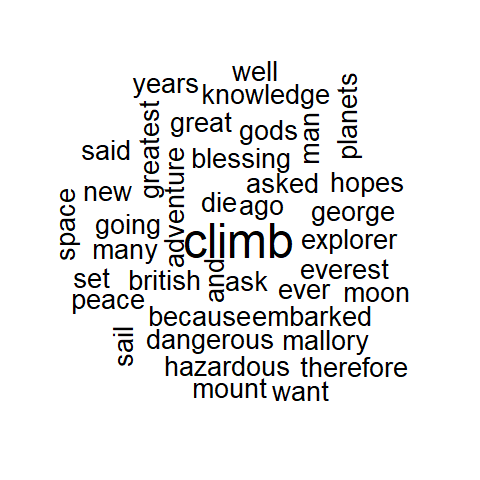 well
years
knowledge
planets
greatest
great
gods
man
said
blessing
adventure
asked
hopes
new
space
die
ago
george
going
climb
explorer
many
and
everest
set
british
ask
ever
moon
peace
because
embarked
sail
dangerous
mallory
hazardous
therefore
mount
want